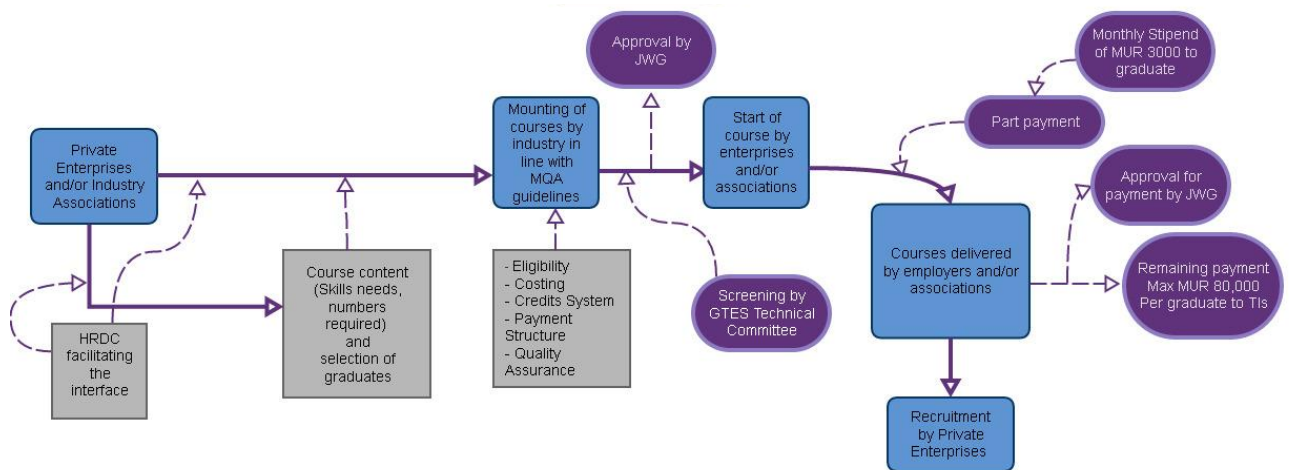 Private
Enterprises
and/or Industry
Associations
HRDC
facilitating
the
interface
Course content
(Skills needs,
numbers
required)
and
selection of
graduates
Mounting of
courses by
industry in
line with
MQA
guidelines
- Eligibility
- Costing
- Credits System
- Payment
Structure
- Quality
Assurance
Approval by
JWG
Screening by
GTES Technical
Committee
Start of
course by
enterprises
and/or
associations
Monthly Stipend
of MUR 3000 to
graduate
Part payment
Courses delivered
by employers and/or
associations
Approval for
payment by JWG
Remaining payment
Max MUR 80,000
Per graduate to TIs
Recruitment
by Private
Enterprises